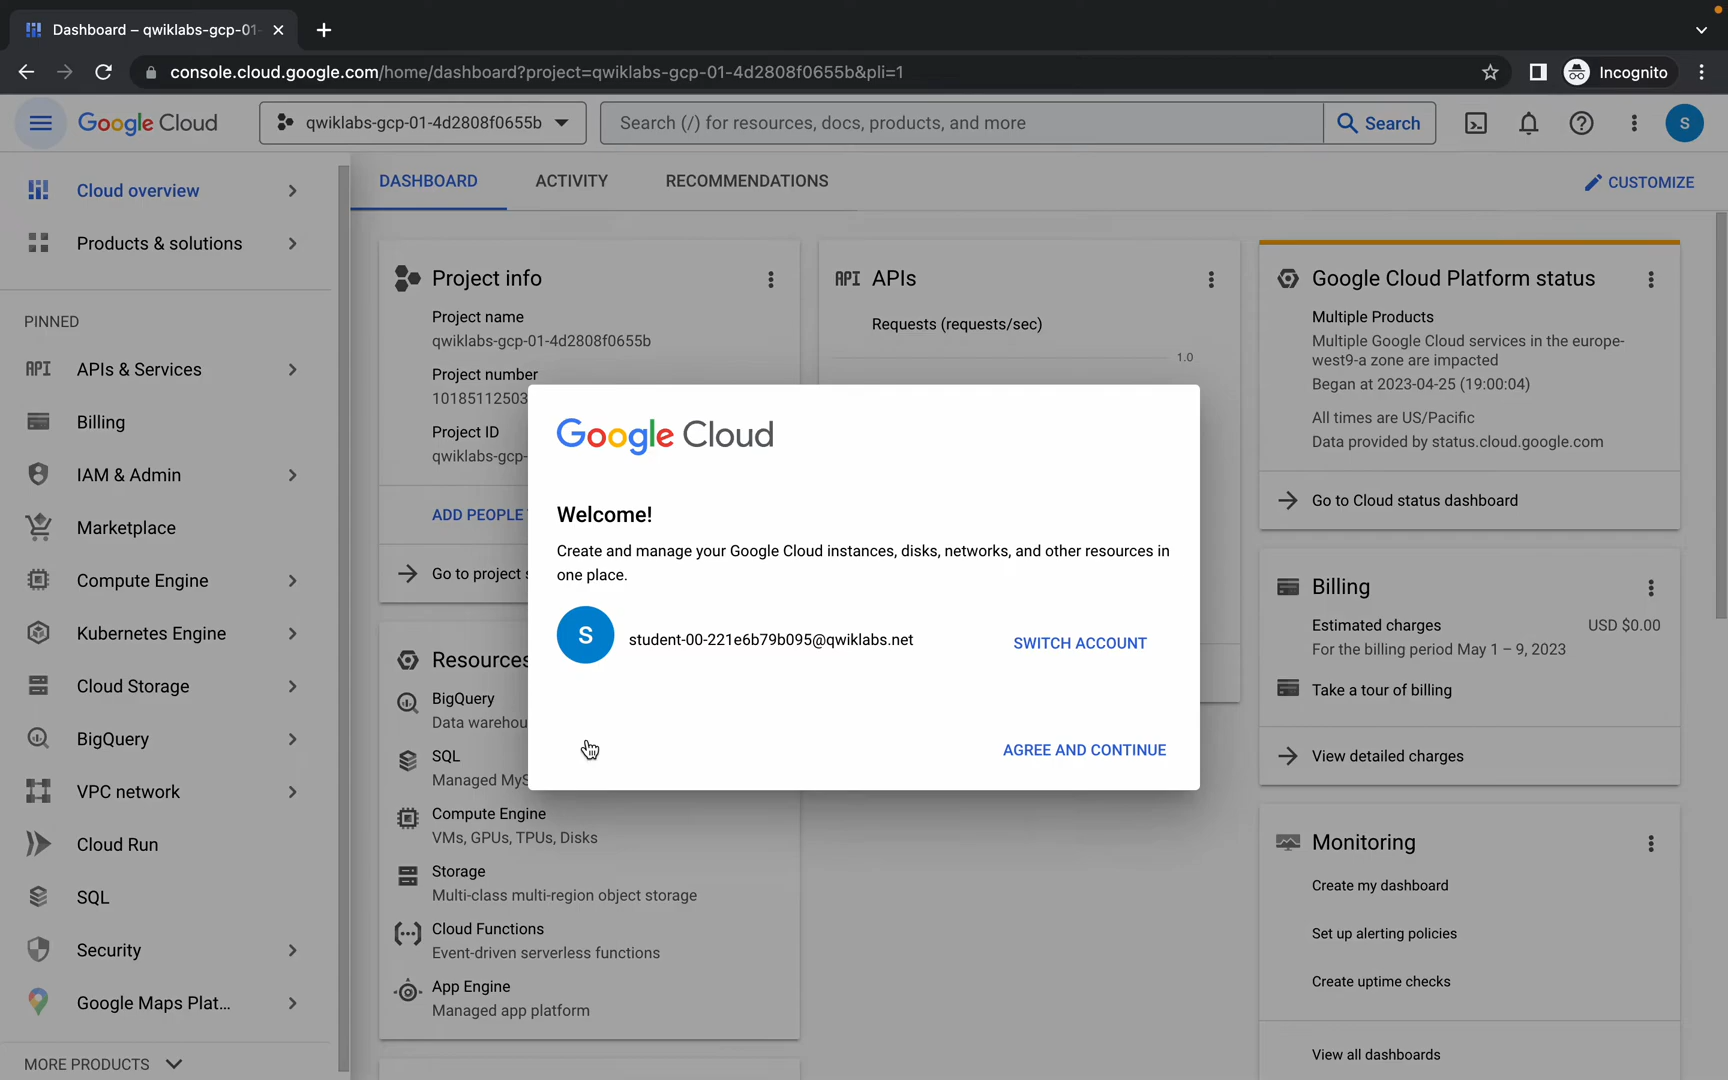 Dashboard – qwiklabs-gcp-01-
console.cloud.google.com/home/dashboard?project=qwiklabs-gcp-01-4d2808f0655b&pli=1
Incognito
Google Cloud
qwiklabs-gcp-01-4d2808f0655b
Search (/) for resources, docs, products, and more
Search
S
Cloud overview
Products & solutions
PINNED
API APIs & Services
Billing
IAM & Admin
Marketplace
Compute Engine
Kubernetes Engine
Cloud Storage
BigQuery
VPC network
Cloud Run
SQL
Security
Google Maps Plat...
MORE PRODUCTS
DASHBOARD
ACTIVITY
RECOMMENDATIONS
CUSTOMIZE
Project info
Project name
qwiklabs-gcp-01-4d2808f0655b
Project number
10185112503
Project ID
qwiklabs-gcp-
ADD PEOPLE
Go to project s
Resources
BigQuery
Data warehou
SQL
Managed MyS
Compute Engine
VMs, GPUs, TPUs, Disks
Storage
Multi-class multi-region object storage
Cloud Functions
Event-driven serverless functions
App Engine
Managed app platform
API APIs
Requests (requests/sec)
1.0
Google Cloud
Welcome!
Create and manage your Google Cloud instances, disks, networks, and other resources in
one place.
S
student-00-221e6b79b095@qwiklabs.net
SWITCH ACCOUNT
AGREE AND CONTINUE
Google Cloud Platform status
Multiple Products
Multiple Google Cloud services in the europe-
west9-a zone are impacted
Began at 2023-04-25 (19:00:04)
All times are US/Pacific
Data provided by status.cloud.google.com
Go to Cloud status dashboard
Billing
Estimated charges USD $0.00
For the billing period May 1 – 9, 2023
Take a tour of billing
View detailed charges
Monitoring
Create my dashboard
Set up alerting policies
Create uptime checks
View all dashboards